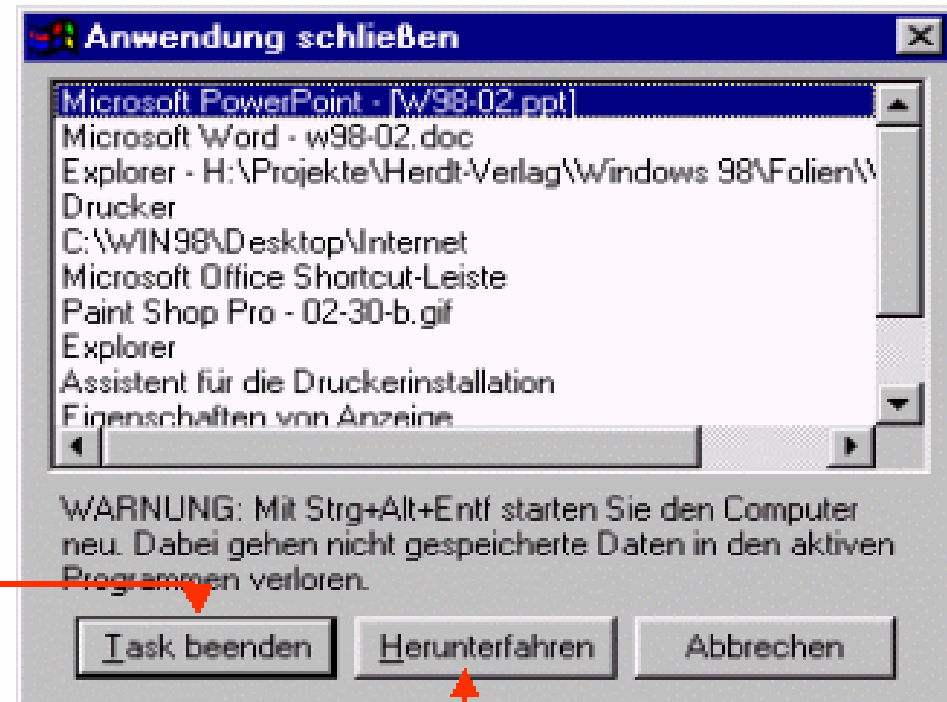 Anwendung schließen
Microsoft PowerPoint - [W98-02.ppt]
Microsoft Word - w98-02.doc
Explorer - H:\Projekte\Herdt-Verlag\Windows 98\Folien\
Drucker
C:\WIN98\Desktop\Internet
Microsoft Office Shortcut-Leiste
Paint Shop Pro - 02-30-b.gif
Explorer
Assistent für die Druckerinstallation
Eigenschaften von Anzeige
WARNUNG: Mit Strg+Alt+Entf starten Sie den Computer
neu. Dabei gehen nicht gespeicherte Daten in den aktiven
Programmen verloren.
Task beenden Herunterfahren Abbrechen